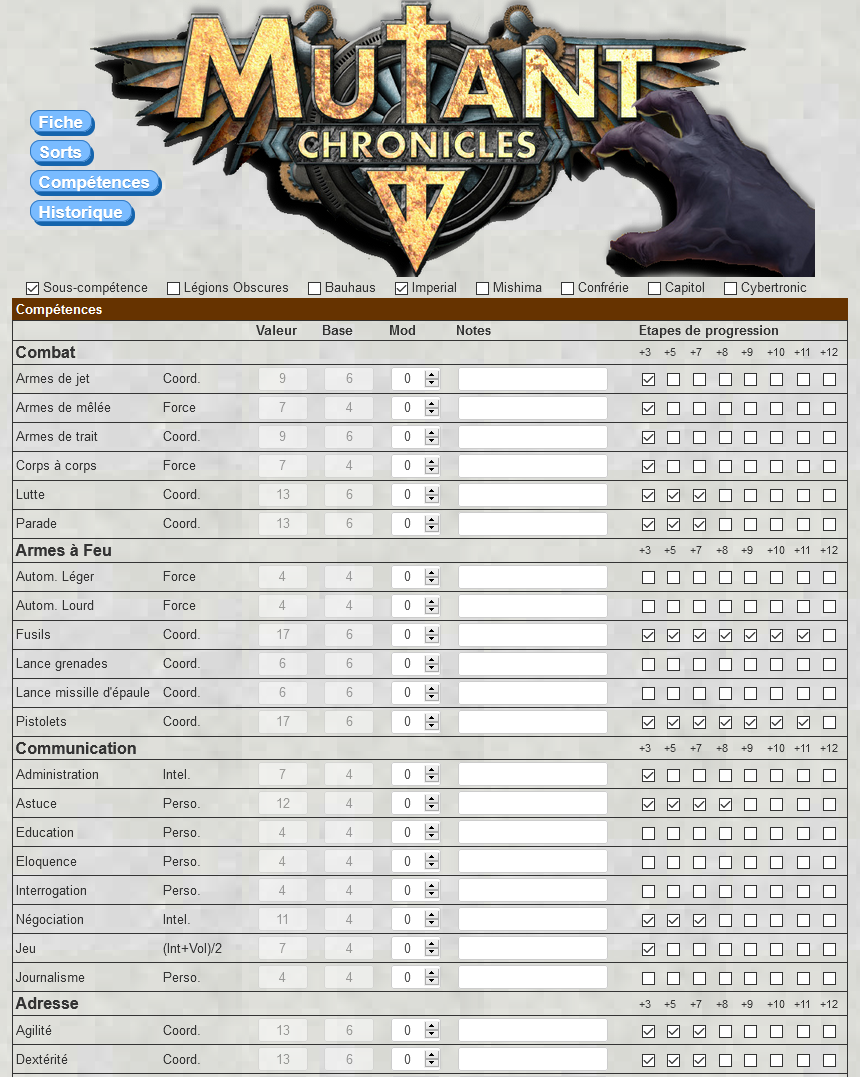 MUTANT
CHRONICLES
Fiche
Sorts
Compétences
Historique
Sous-compétence Légions Obscures Bauhaus Imperial Mishima Confrérie Capitol Cybertronic
Compétences
Valeur Base Mod Notes Etapes de progression
Combat +3 +5 +7 +8 +9 +10 +11 +12
Armes de jet Coord. 9 6 0
Armes de mêlée Force 7 4 0
Armes de trait Coord. 9 6 0
Corps à corps Force 7 4 0
Lutte Coord. 13 6 0
Parade Coord. 13 6 0
Armes à Feu +3 +5 +7 +8 +9 +10 +11 +12
Autom. Léger Force 4 4 0
Autom. Lourd Force 4 4 0
Fusils Coord. 17 6 0
Lance grenades Coord. 6 6 0
Lance missille d'épaule Coord. 6 6 0
Pistolets Coord. 17 6 0
Communication +3 +5 +7 +8 +9 +10 +11 +12
Administration Intel. 7 4 0
Astuce Perso. 12 4 0
Education Perso. 4 4 0
Eloquence Perso. 4 4 0
Interrogation Perso. 4 4 0
Négociation Intel. 11 4 0
Jeu (Int+Vol)/2 7 4 0
Journalisme Perso. 4 4 0
Adresse +3 +5 +7 +8 +9 +10 +11 +12
Agilité Coord. 13 6 0
Dextérité Coord. 13 6 0